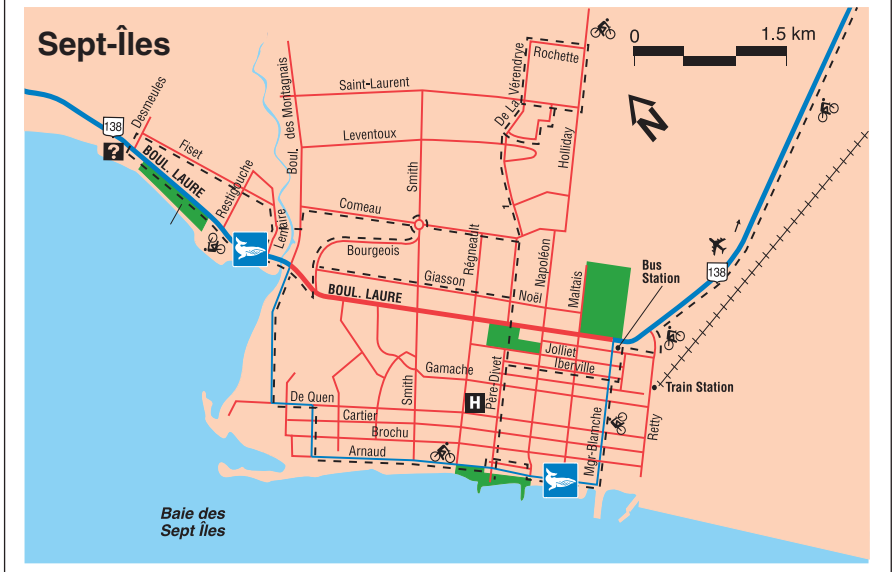 Sept-Îles
0 1.5 km
N
138
?
Desmeules
Fiset
BOUL. LAURE
Restigouche
Lemaire
Boul. des Montagnais
Saint-Laurent
Leventoux
Smith
Comeau
Bourgeois
Régneault
Giasson
BOUL. LAURE
De La Vérendrye
Rochette
Holliday
Napoléon
Noël
Maltais
Bus
Station
138
Jolliet
Iberville
Train Station
Gamache
Smith
Père-Divet
H
De Quen
Cartier
Brochu
Arnaud
Mgr-Blamche
Retty
Baie des
Sept Îles